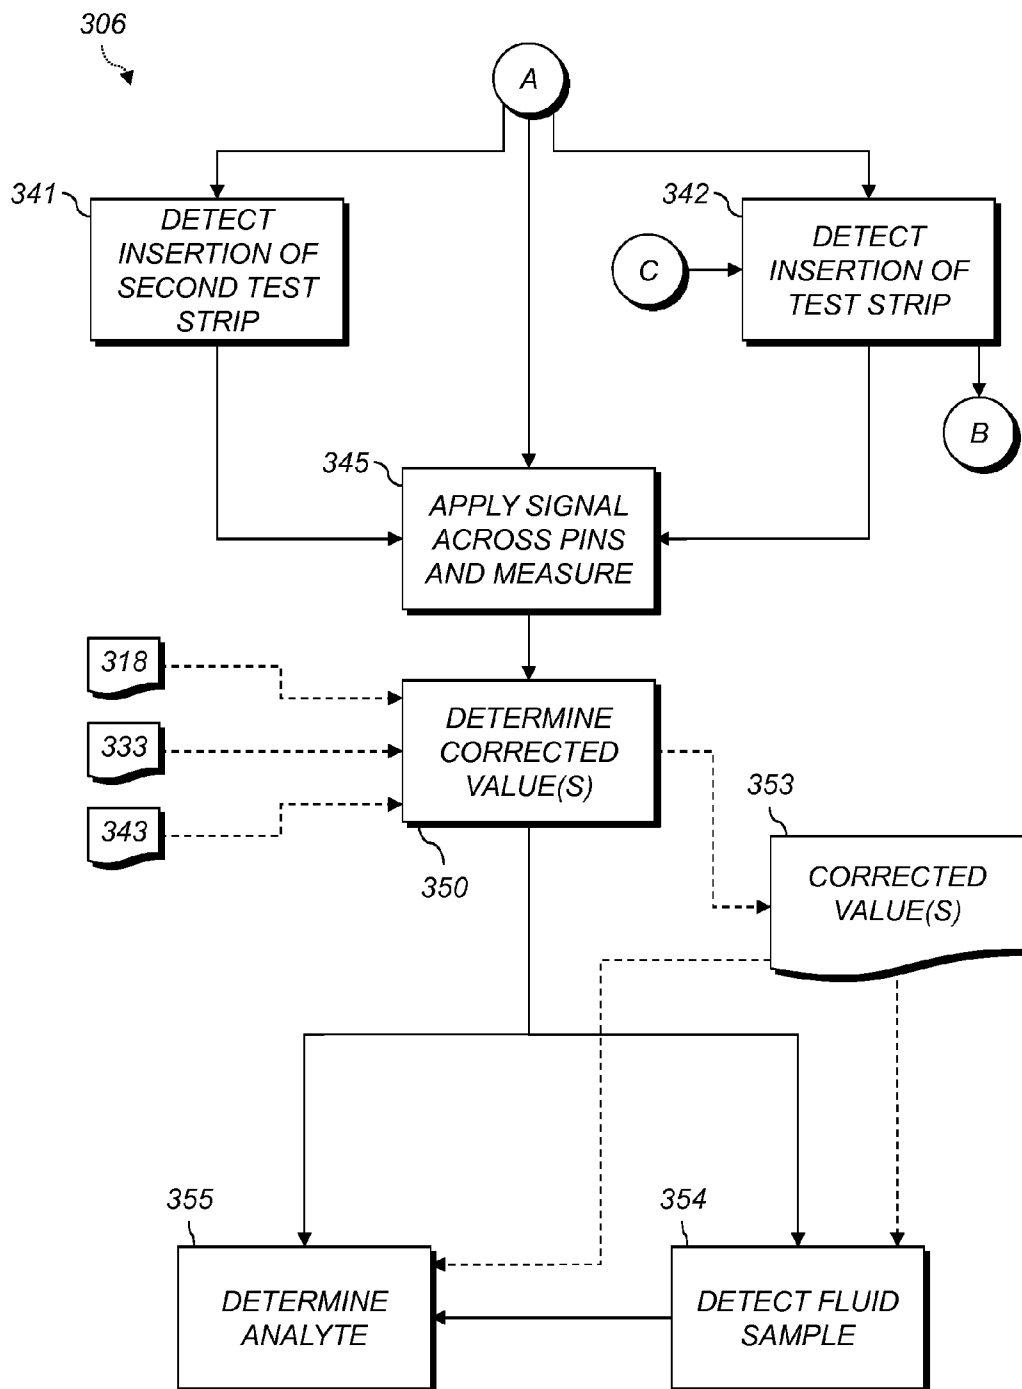 306
A
341
DETECT
INSERTION OF
SECOND TEST
STRIP
342
DETECT
INSERTION OF
TEST STRIP
C
B
345
APPLY SIGNAL
ACROSS PINS
AND MEASURE
318
333
343
DETERMINE
CORRECTED
VALUE(S)
350
353
CORRECTED
VALUE(S)
355
DETERMINE
ANALYTE
354
DETECT FLUID
SAMPLE